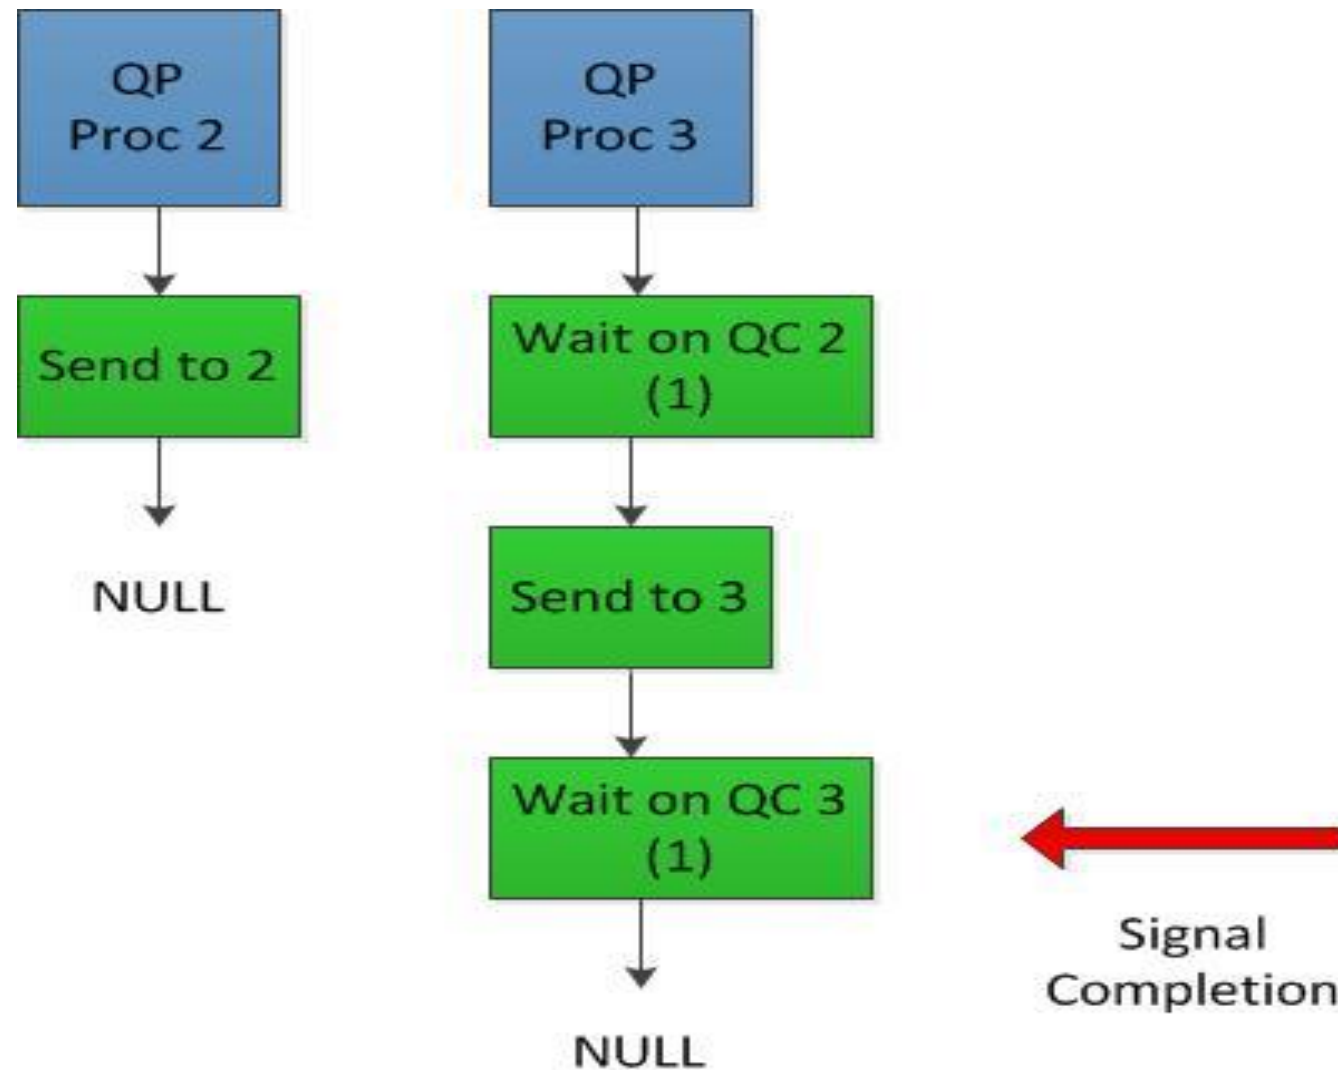 QP
Proc 2
Send to 2
NULL
QP
Proc 3
Wait on QC 2
(1)
Send to 3
Wait on QC 3
(1)
NULL
Signal
Completion